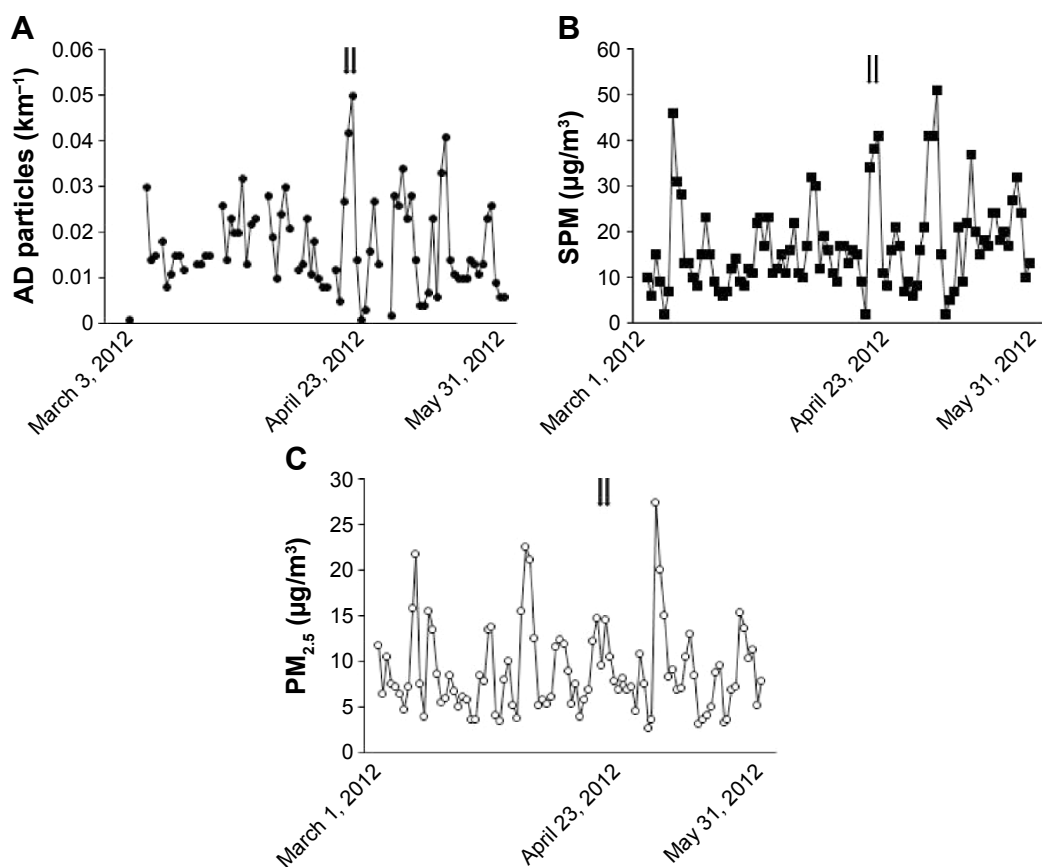 A
AD particles (km⁻¹)
0.06
0.05
0.04
0.03
0.02
0.01
0
March 3, 2012
April 23, 2012
May 31, 2012
B
SPM (µg/m³)
60
50
40
30
20
10
0
March 1, 2012
April 23, 2012
May 31, 2012
C
PM₂.₅ (µg/m³)
30
25
20
15
10
5
0
March 1, 2012
April 23, 2012
May 31, 2012